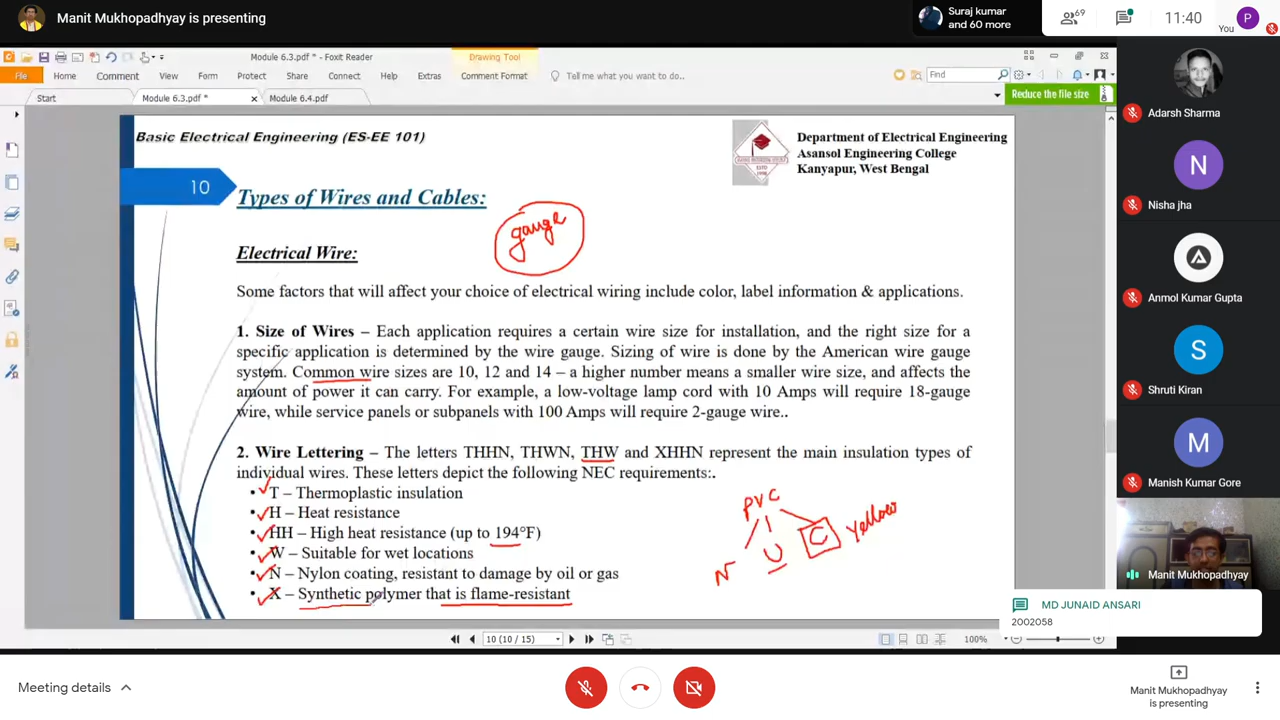 Manit Mukhopadhyay is presenting
Suraj kumar
and 60 more
69
11:40
You
P
Module 6.3.pdf * - Foxit Reader
Drawing Tool
File
Home
Comment
View
Form
Protect
Share
Connect
Help
Extras
Comment Format
Tell me what you want to do..
Find
Start
Module 6.3.pdf *
Module 6.4.pdf
Reduce the file size
Basic Electrical Engineering (ES-EE 101)
Department of Electrical Engineering
Asansol Engineering College
Kanyapur, West Bengal
10
Types of Wires and Cables:
gauge
Electrical Wire:
Some factors that will affect your choice of electrical wiring include color, label information & applications.
1. Size of Wires – Each application requires a certain wire size for installation, and the right size for a
specific application is determined by the wire gauge. Sizing of wire is done by the American wire gauge
system. Common wire sizes are 10, 12 and 14 – a higher number means a smaller wire size, and affects the
amount of power it can carry. For example, a low-voltage lamp cord with 10 Amps will require 18-gauge
wire, while service panels or subpanels with 100 Amps will require 2-gauge wire..
2. Wire Lettering – The letters THHN, THWN, THW and XHHN represent the main insulation types of
individual wires. These letters depict the following NEC requirements:.
• T – Thermoplastic insulation
• H – Heat resistance
• HH – High heat resistance (up to 194°F)
• W – Suitable for wet locations
• N – Nylon coating, resistant to damage by oil or gas
• X – Synthetic polymer that is flame-resistant
PVC
N U C Yellow
10 (10 / 15)
100%
Adarsh Sharma
N
Nisha jha
Anmol Kumar Gupta
S
Shruti Kiran
M
Manish Kumar Gore
Manit Mukhopadhyay
MD JUNAID ANSARI
2002058
Meeting details
Manit Mukhopadhyay
is presenting